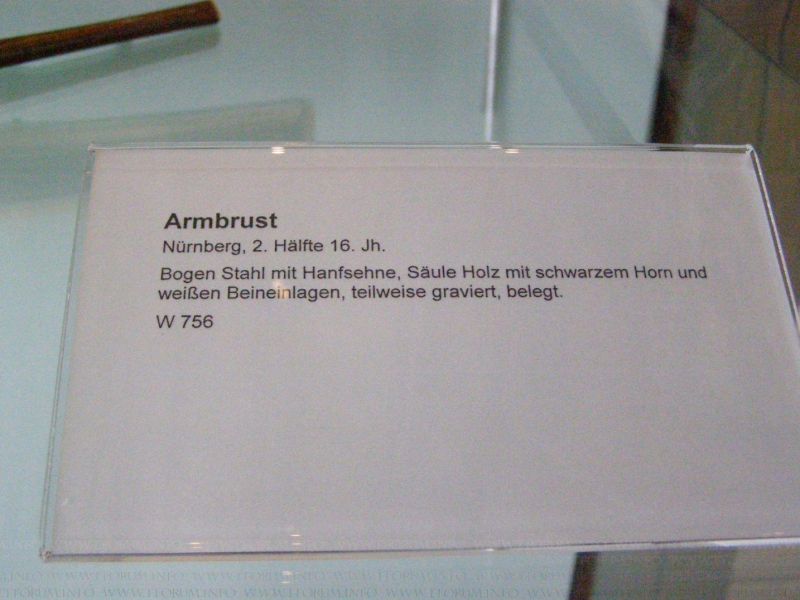 Armbrust
Nürnberg, 2. Hälfte 16. Jh.
Bogen Stahl mit Hanfsehne, Säule Holz mit schwarzem Horn und
weißen Beineinlagen, teilweise graviert, belegt.
W 756